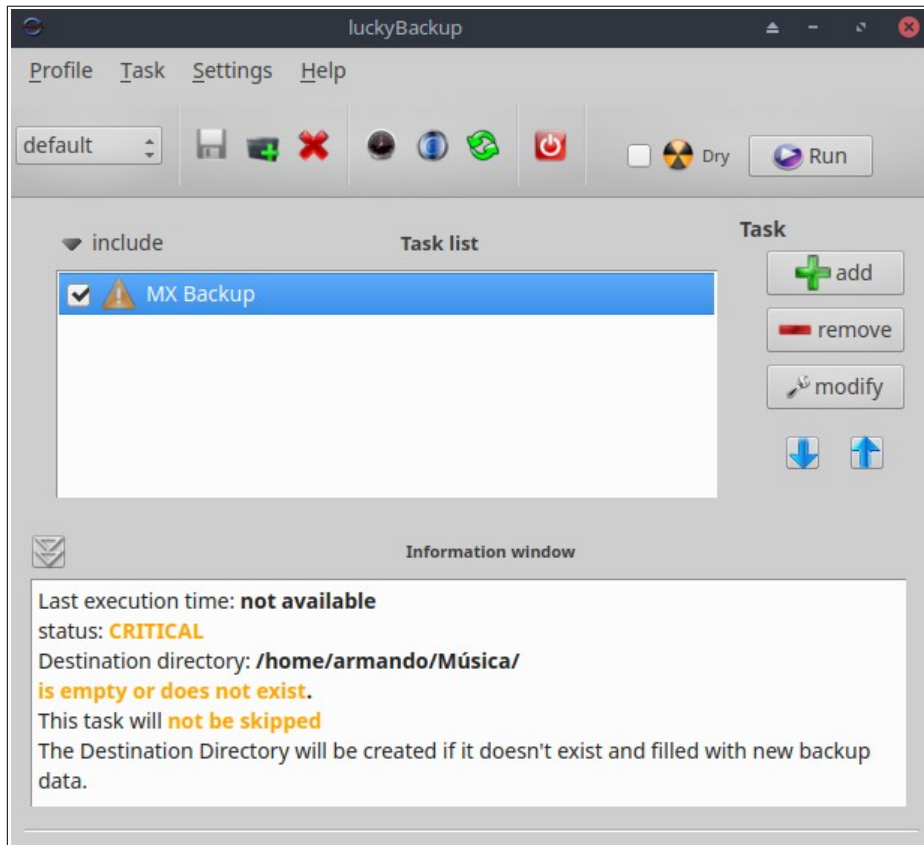 luckyBackup
Profile Task Settings Help
default Dry Run
include Task list Task
MX Backup
add
remove
modify
Information window
Last execution time: not available
status: CRITICAL
Destination directory: /home/armando/Música/
is empty or does not exist.
This task will not be skipped
The Destination Directory will be created if it doesn't exist and filled with new backup
data.